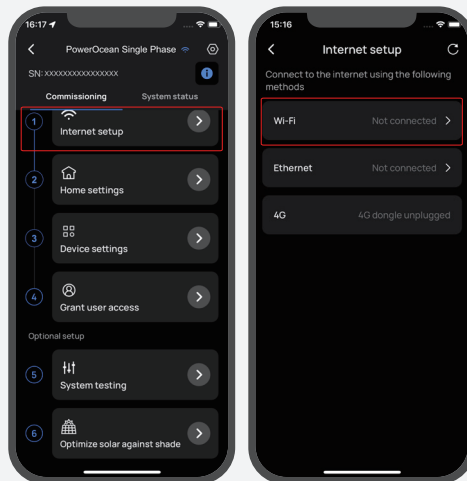 16:17
PowerOcean Single Phase
SN: XXXXXXXXXXXXXXXX
Commissioning System status
1 Internet setup
2 Home settings
3 Device settings
4 Grant user access
Optional setup
5 System testing
6 Optimize solar against shade
15:16
Internet setup
Connect to the internet using the following
methods
Wi-Fi Not connected
Ethernet Not connected
4G 4G dongle unplugged